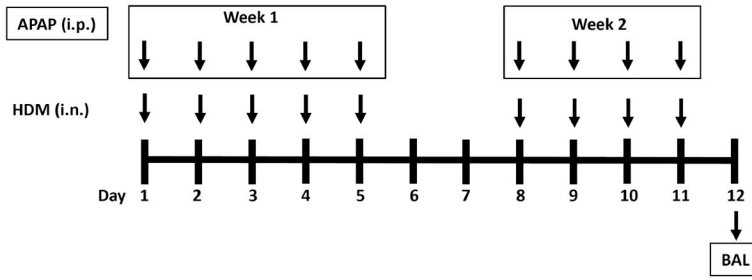 APAP (i.p.)
Week 1
Week 2
HDM (i.n.)
Day 1 2 3 4 5 6 7 8 9 10 11 12
BAL